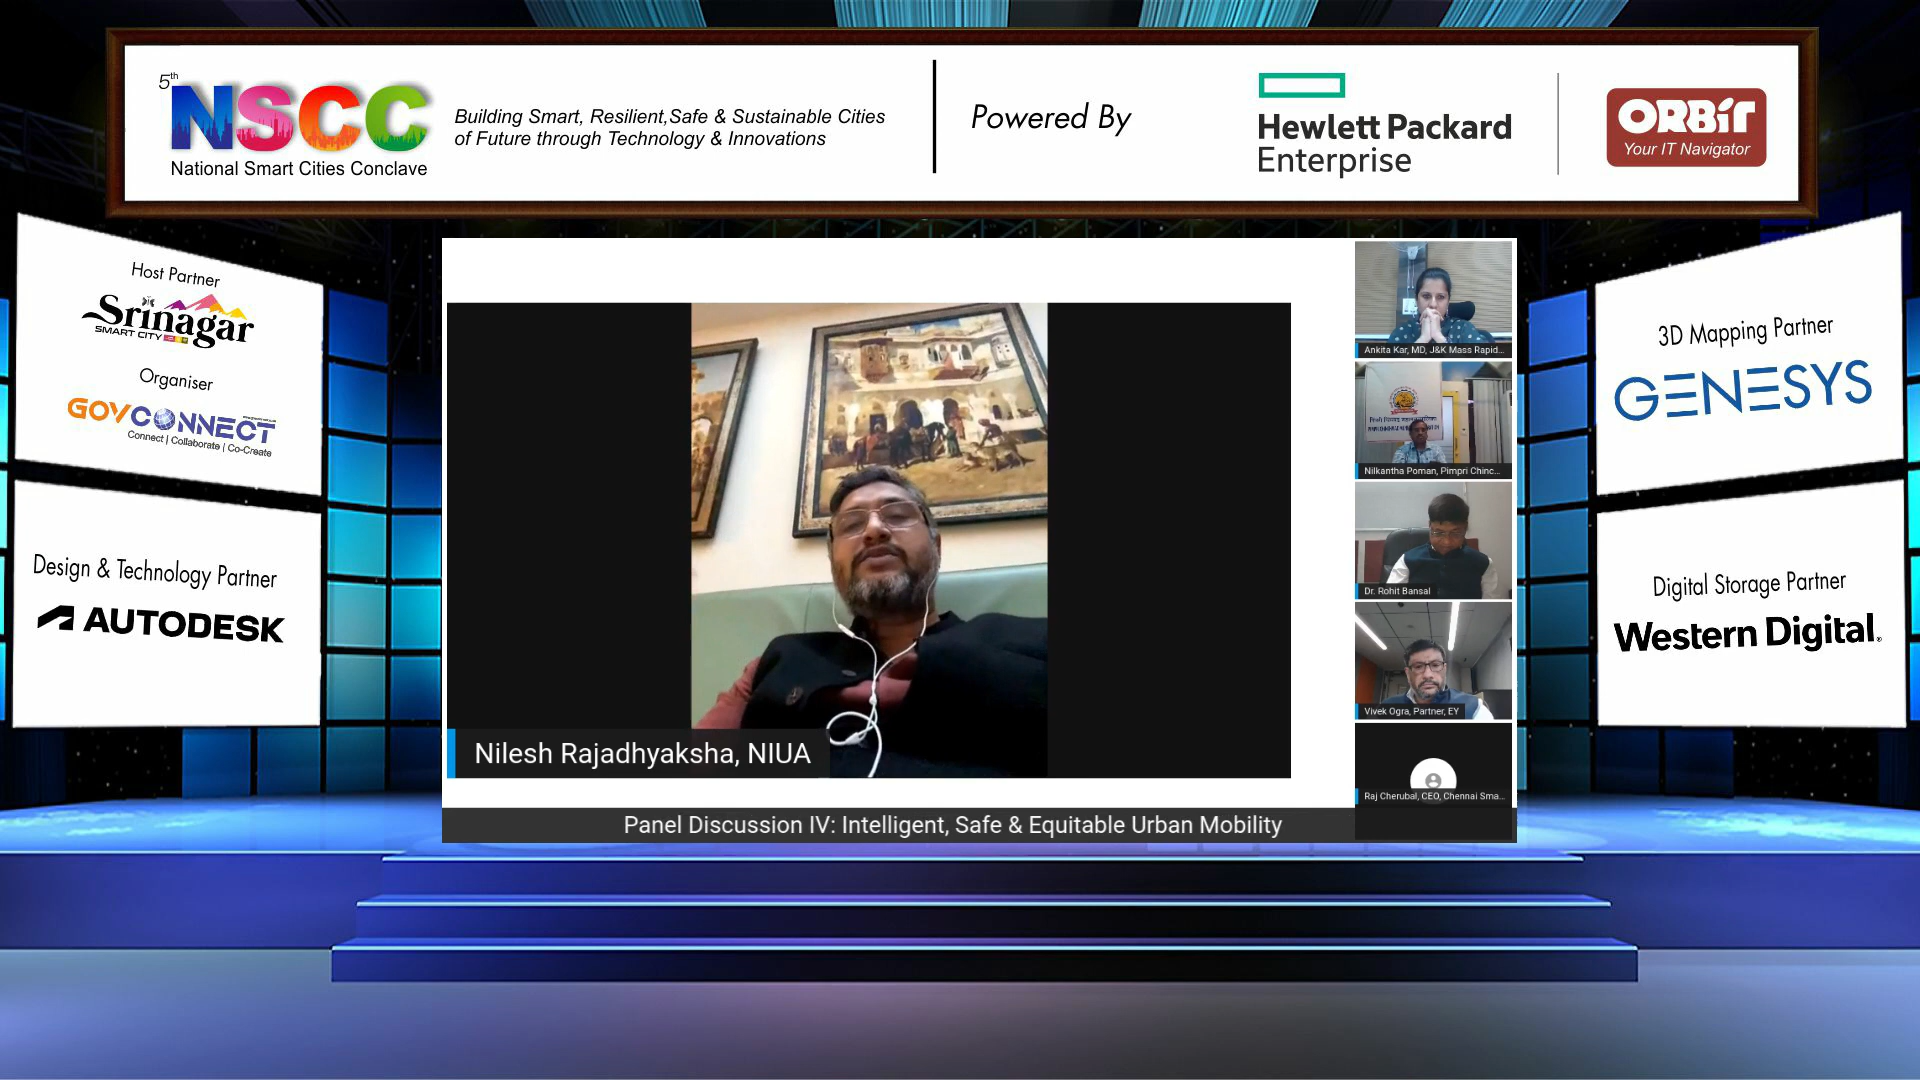 5th
NSCC
National Smart Cities Conclave
Building Smart, Resilient,Safe & Sustainable Cities
of Future through Technology & Innovations
Powered By
Hewlett Packard
Enterprise
ORBIT
Your IT Navigator
Host Partner
Srinagar
SMART CITY
Organiser
GOVCONNECT
Connect | Collaborate | Co-Create
Design & Technology Partner
AUTODESK
Nilesh Rajadhyaksha, NIUA
Panel Discussion IV: Intelligent, Safe & Equitable Urban Mobility
Ankita Kar, MD, J&K Mass Rapid...
Nilkantha Poman, Pimpri Chinc...
Dr. Rohit Bansal
Vivek Ogra, Partner, EY
Raj Cherubal, CEO, Chennai Sma...
3D Mapping Partner
GENESYS
Digital Storage Partner
Western Digital.